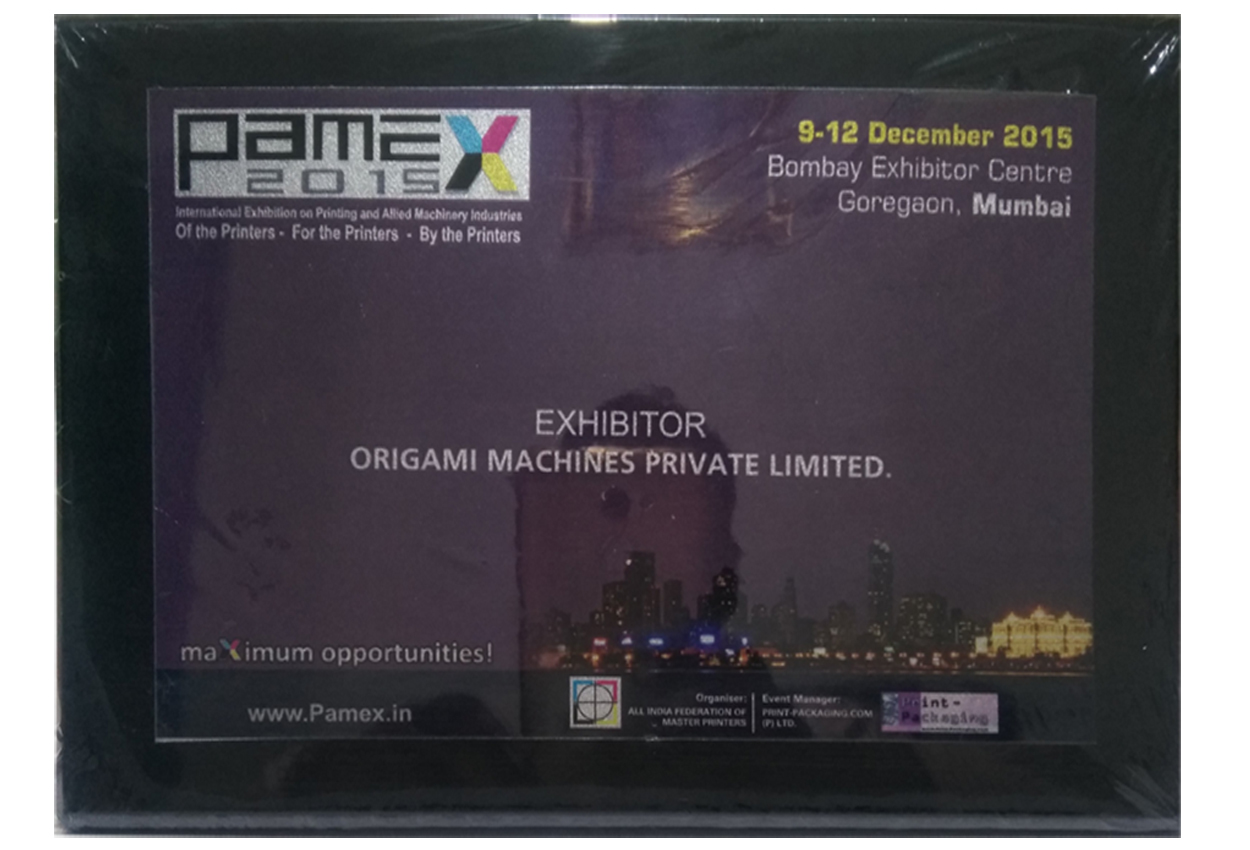 pamex
2015
International Exhibition on Printing and Allied Machinery Industries
Of the Printers - For the Printers - By the Printers
9-12 December 2015
Bombay Exhibitor Centre
Goregaon, Mumbai
EXHIBITOR
ORIGAMI MACHINES PRIVATE LIMITED.
maximum opportunities!
www.Pamex.in
Organiser:
ALL INDIA FEDERATION OF
MASTER PRINTERS
Event Manager:
PRINT-PACKAGING.COM
(P) LTD.
Print-
Packaging